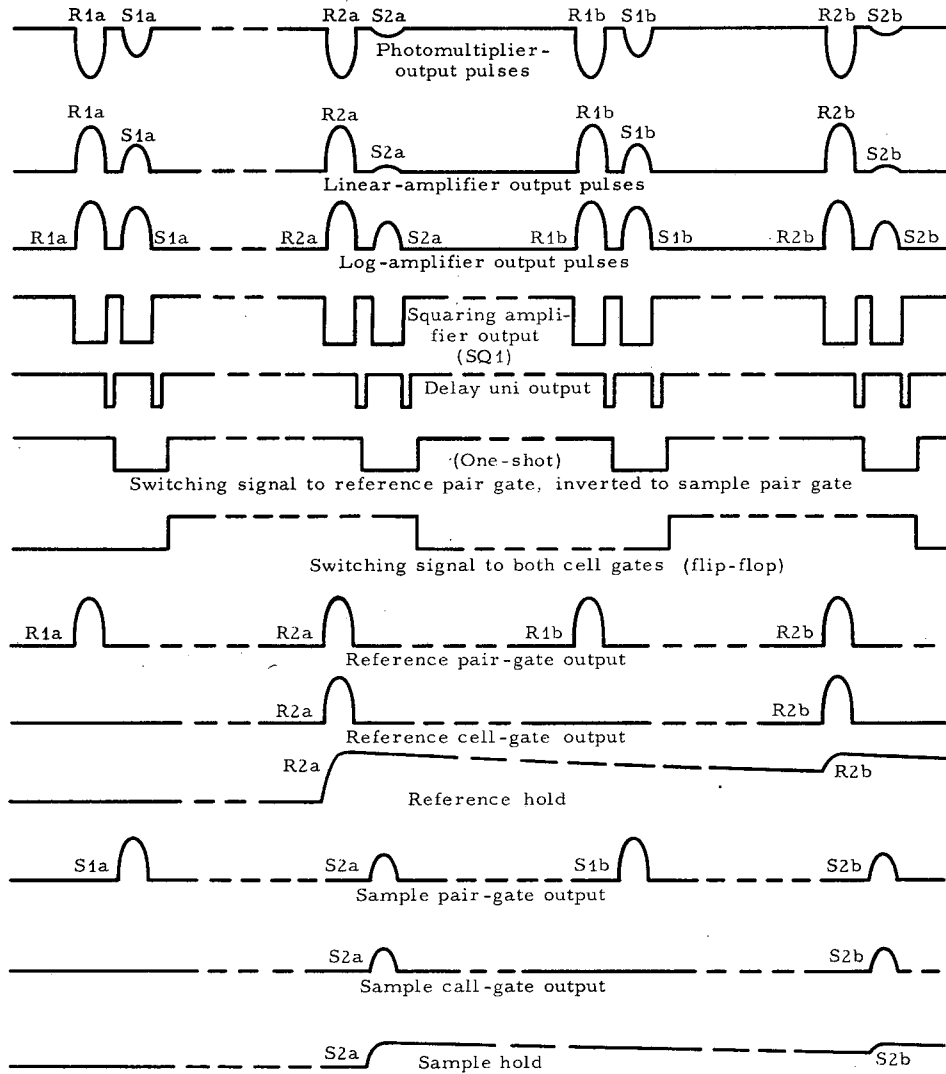 R1a S1a R2a S2a R1b S1b R2b S2b
Photomultiplier-
output pulses
R1a S1a R2a S2a R1b S1b R2b S2b
Linear-amplifier output pulses
R1a S1a R2a S2a R1b S1b R2b S2b
Log-amplifier output pulses
Squaring ampli-
fier output
(SQ1)
Delay uni output
(One-shot)
Switching signal to reference pair gate, inverted to sample pair gate
Switching signal to both cell gates (flip-flop)
R1a R2a R1b R2b
Reference pair-gate output
R2a R2b
Reference cell-gate output
R2a R2b
Reference hold
S1a S2a S1b S2b
Sample pair-gate output
S2a S2b
Sample call-gate output
S2a S2b
Sample hold